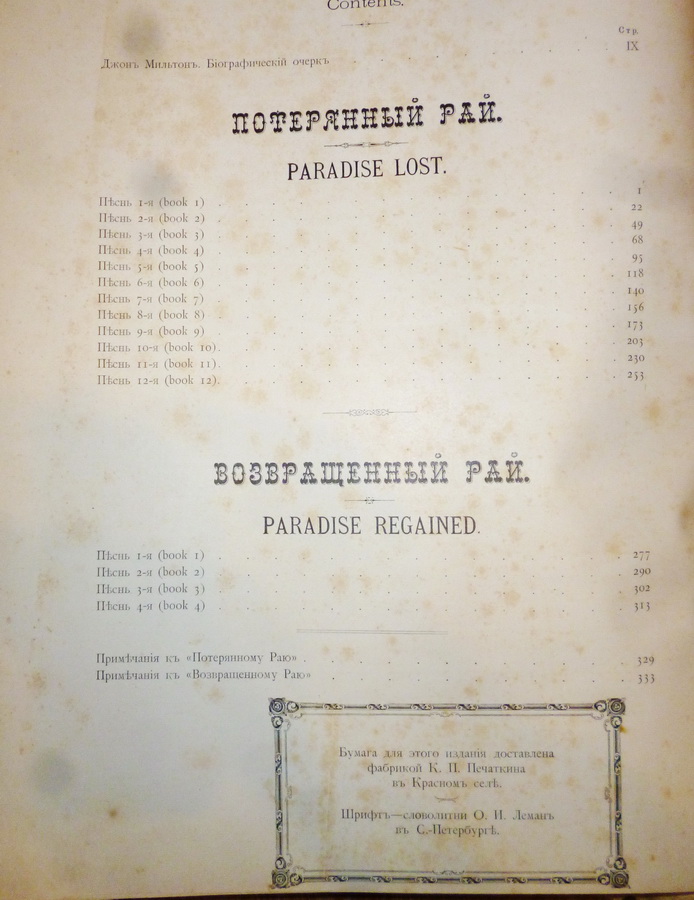 Contents.
Стр.
Джонъ Мильтонъ. Біографическій очеркъ . . . . . . . IX
ПОТЕРЯННЫЙ РАЙ.
PARADISE LOST.
Пѣснь 1-я (book 1) . . . . . . . . . . 1
Пѣснь 2-я (book 2) . . . . . . . . . . 22
Пѣснь 3-я (book 3) . . . . . . . . . . 49
Пѣснь 4-я (book 4) . . . . . . . . . . 68
Пѣснь 5-я (book 5) . . . . . . . . . . 95
Пѣснь 6-я (book 6) . . . . . . . . . . 118
Пѣснь 7-я (book 7) . . . . . . . . . . 140
Пѣснь 8-я (book 8) . . . . . . . . . . 156
Пѣснь 9-я (book 9) . . . . . . . . . . 173
Пѣснь 10-я (book 10). . . . . . . . . . 203
Пѣснь 11-я (book 11). . . . . . . . . . 230
Пѣснь 12-я (book 12). . . . . . . . . . 253
ВОЗВРАЩЕННЫЙ РАЙ.
PARADISE REGAINED.
Пѣснь 1-я (book 1) . . . . . . . . . . 277
Пѣснь 2-я (book 2) . . . . . . . . . . 290
Пѣснь 3-я (book 3) . . . . . . . . . . 302
Пѣснь 4-я (book 4) . . . . . . . . . . 313
Примѣчанія къ «Потерянному Раю» . . . . . . . . 329
Примѣчанія къ «Возвращенному Раю» . . . . . . . . 333
Бумага для этого изданія доставлена
фабрикой К. П. Печаткина
въ Красномъ селѣ.
Шрифтъ—словолитни О. И. Леманъ
въ С.-Петербургѣ.